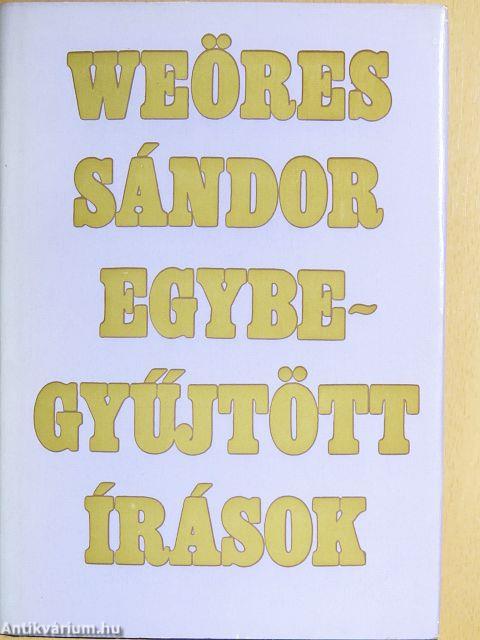 WEÖRES
SÁNDOR
EGYBE~
GYŰJTÖTT
ÍRÁSOK
Antikvárium.hu